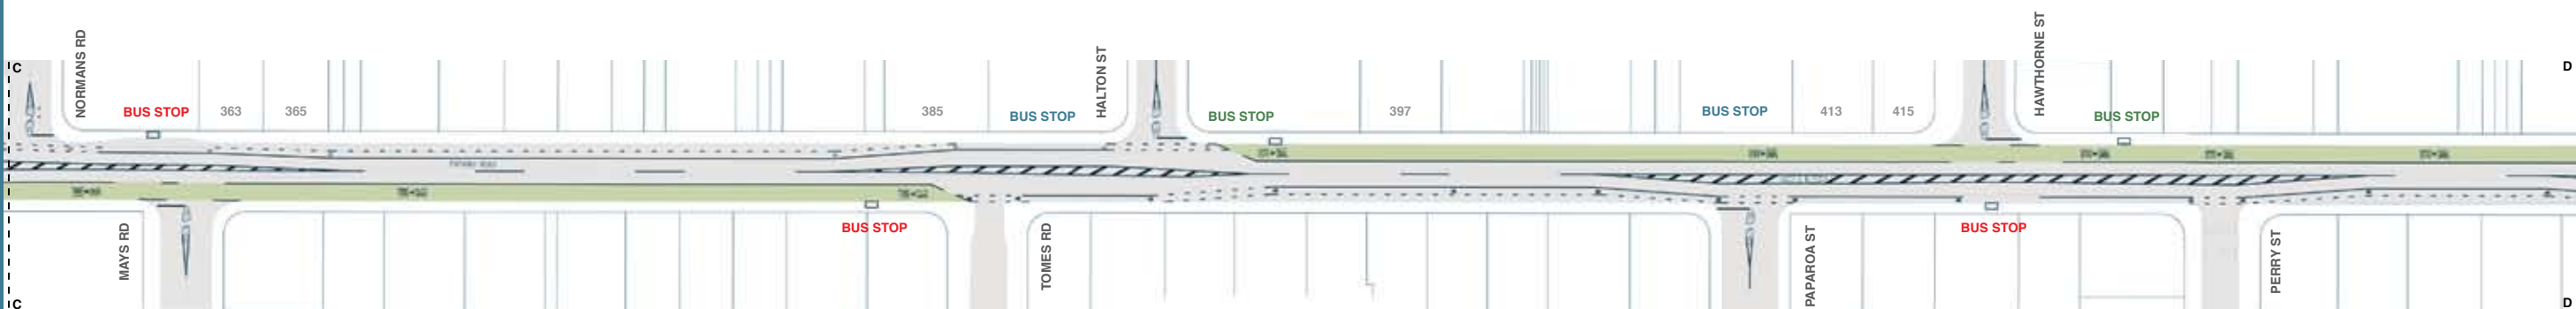 C
NORMANS RD
BUS STOP
363
365
385
BUS STOP
HALTON ST
BUS STOP
397
BUS STOP
413
415
HAWTHORNE ST
BUS STOP
D
MAYS RD
BUS STOP
TOMES RD
PAPAROA ST
BUS STOP
PERRY ST
C
D